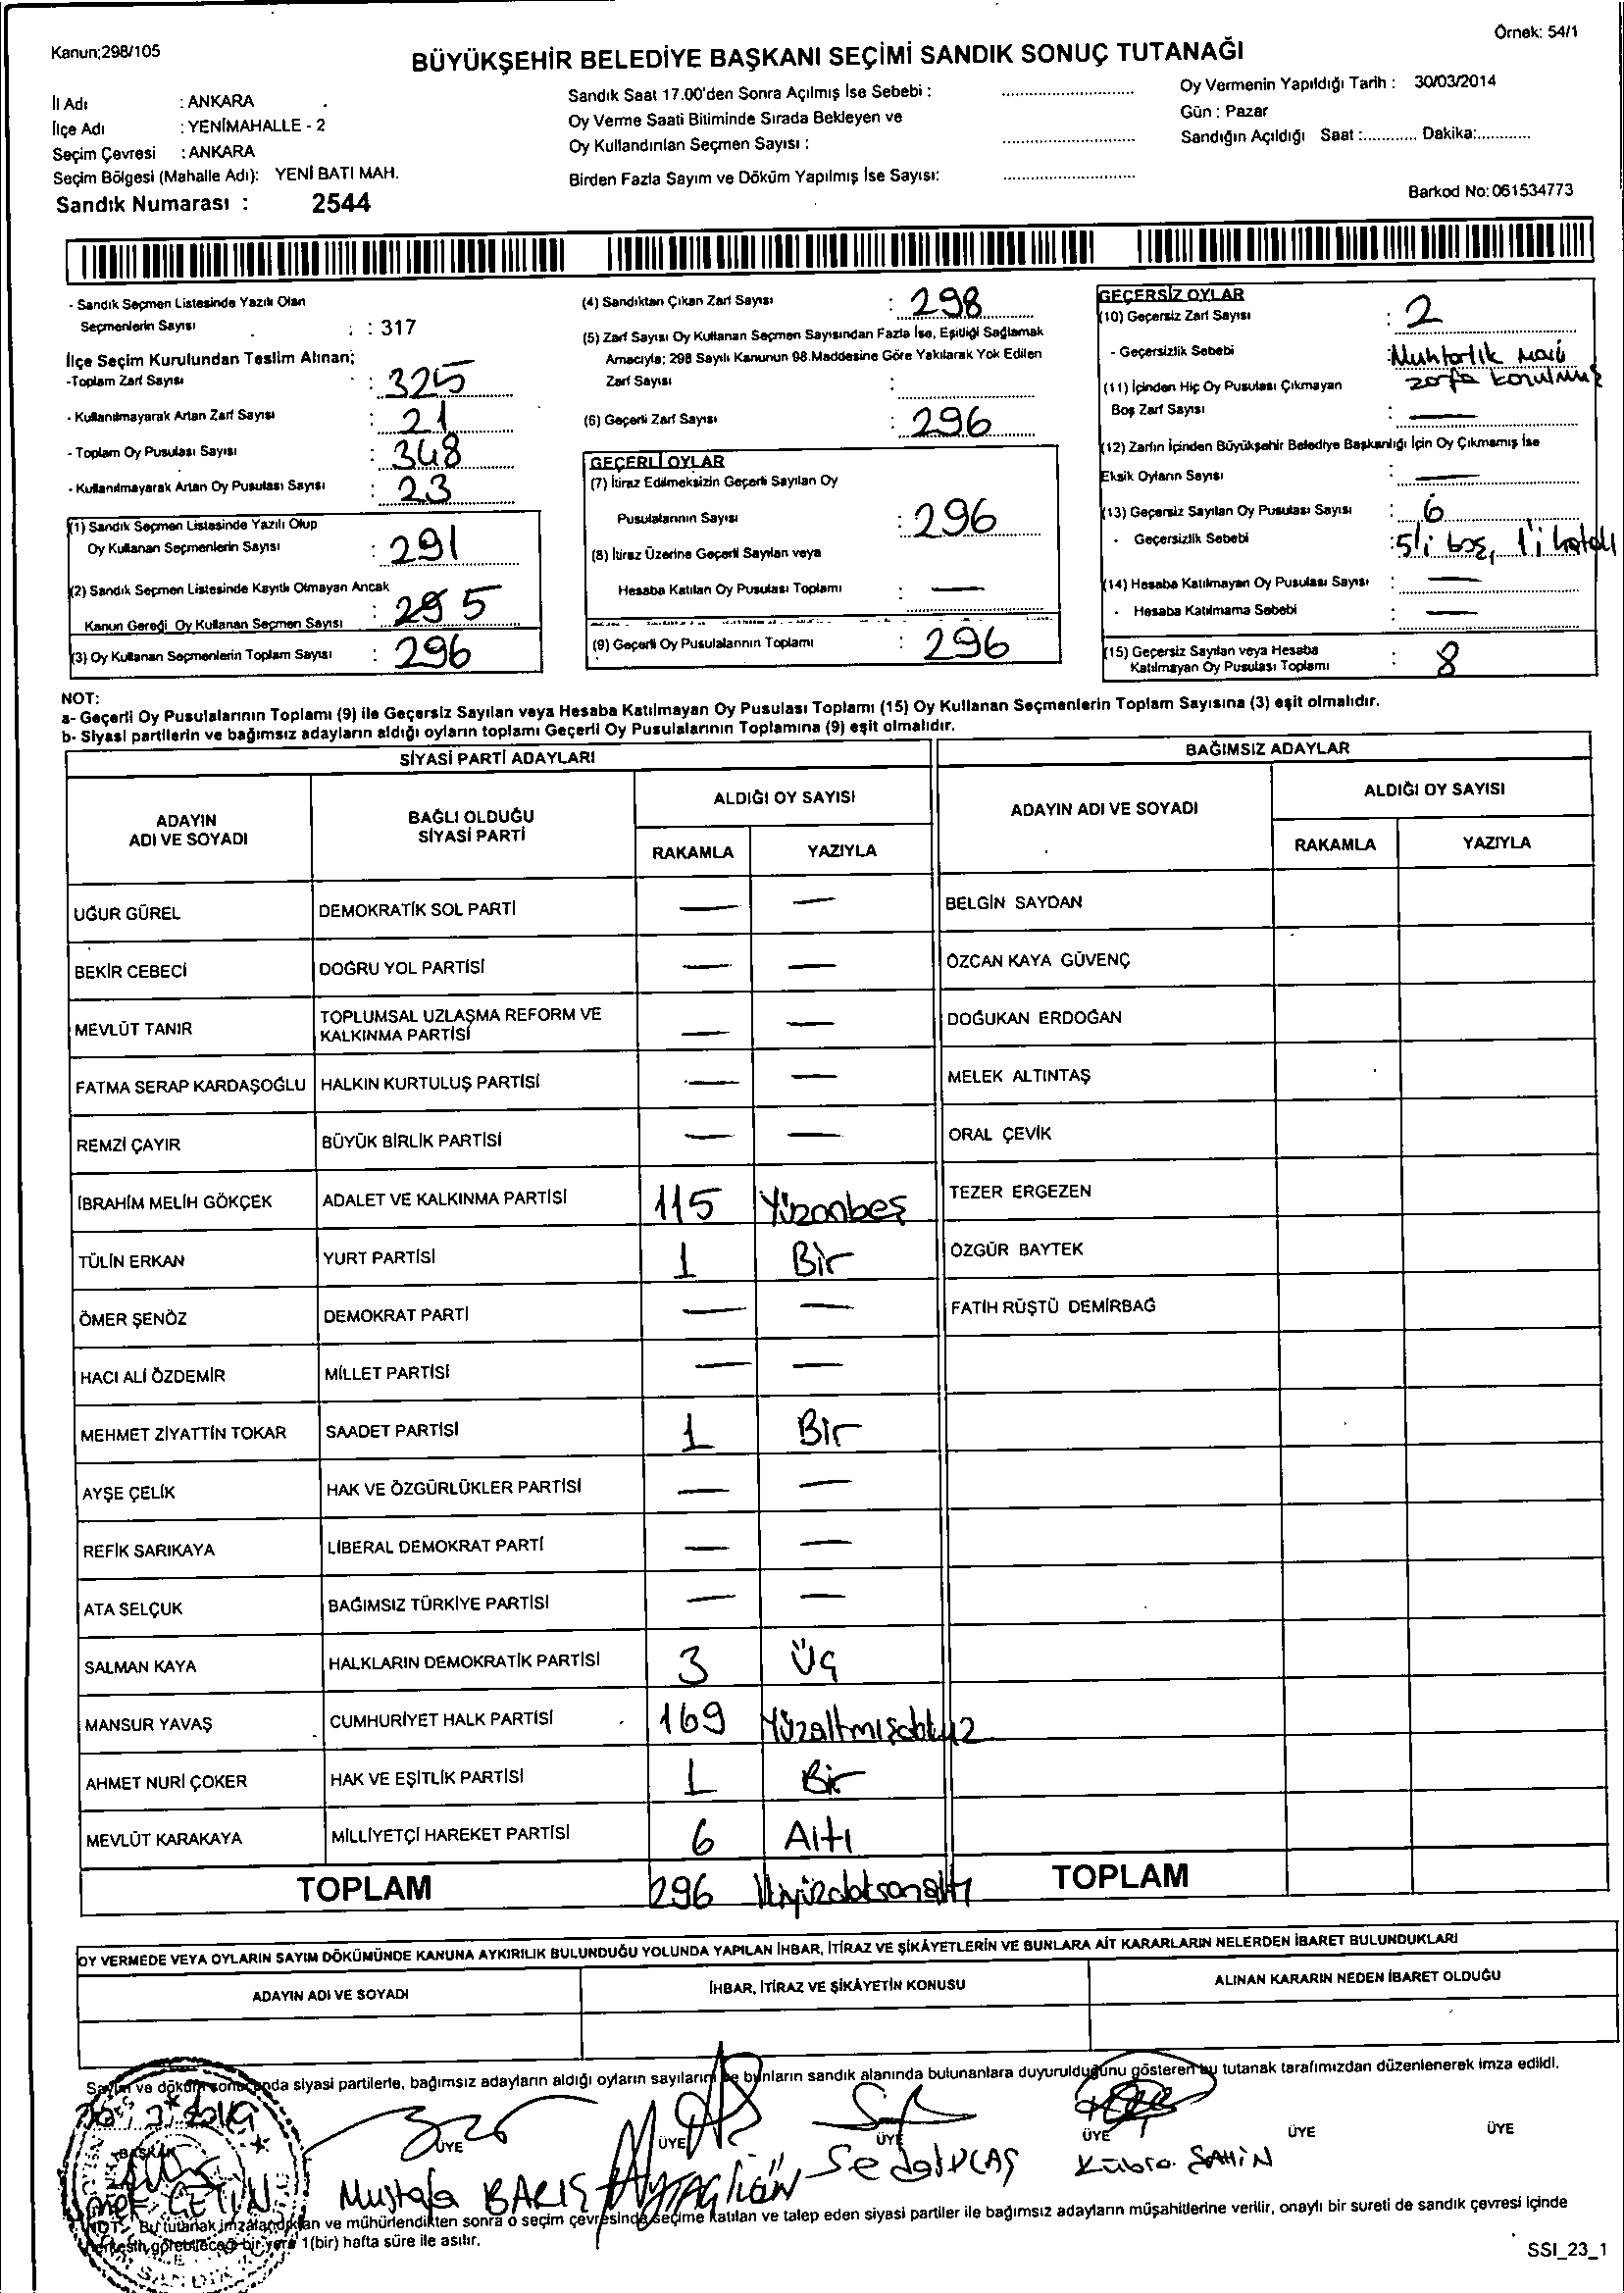 Kanun;298/105
Örnek: 54/1
BÜYÜKŞEHİR BELEDİYE BAŞKANI SEÇİMİ SANDIK SONUÇ TUTANAĞI
İl Adı : ANKARA
İlçe Adı : YENİMAHALLE - 2
Seçim Çevresi : ANKARA
Seçim Bölgesi (Mahalle Adı): YENİ BATI MAH.
Sandık Numarası : 2544
Sandık Saat 17.00'den Sonra Açılmış İse Sebebi :
Oy Verme Saati Bitiminde Sırada Bekleyen ve
Oy Kullandırılan Seçmen Sayısı :
Birden Fazla Sayım ve Döküm Yapılmış İse Sayısı:
Oy Vermenin Yapıldığı Tarih : 30/03/2014
Gün : Pazar
Sandığın Açıldığı Saat :............ Dakika:............
Barkod No: 061534773
- Sandık Seçmen Listesinde Yazılı Olan
Seçmenlerin Sayısı : : 317
İlçe Seçim Kurulundan Teslim Alınan;
-Toplam Zarf Sayısı : 325
- Kullanılmayarak Artan Zarf Sayısı : 21
- Toplam Oy Pusulası Sayısı : 348
- Kullanılmayarak Artan Oy Pusulası Sayısı : 23
(1) Sandık Seçmen Listesinde Yazılı Olup
Oy Kullanan Seçmenlerin Sayısı : 291
(2) Sandık Seçmen Listesinde Kayıtlı Olmayan Ancak
Kanun Gereği Oy Kullanan Seçmen Sayısı : 295
(3) Oy Kullanan Seçmenlerin Toplam Sayısı : 296
(4) Sandıktan Çıkan Zarf Sayısı : 298
(5) Zarf Sayısı Oy Kullanan Seçmen Sayısından Fazla İse, Eşitliği Sağlamak
Amacıyla; 298 Sayılı Kanunun 98.Maddesine Göre Yakılarak Yok Edilen
Zarf Sayısı :
(6) Geçerli Zarf Sayısı : 296
GEÇERLİ OYLAR
(7) İtiraz Edilmeksizin Geçerli Sayılan Oy
Pusulalarının Sayısı : 296
(8) İtiraz Üzerine Geçerli Sayılan veya
Hesaba Katılan Oy Pusulası Toplamı : —
(9) Geçerli Oy Pusulalarının Toplamı : 296
GEÇERSİZ OYLAR
(10) Geçersiz Zarf Sayısı : 2
- Geçersizlik Sebebi : Muhtarlık mavi
zarfa konulmuş
(11) İçinden Hiç Oy Pusulası Çıkmayan
Boş Zarf Sayısı : —
(12) Zarfın İçinden Büyükşehir Belediye Başkanlığı İçin Oy Çıkmamış İse
Eksik Oyların Sayısı : —
(13) Geçersiz Sayılan Oy Pusulası Sayısı : 6
- Geçersizlik Sebebi : 5'i boş, 1'i hatalı
(14) Hesaba Katılmayan Oy Pusulası Sayısı : —
- Hesaba Katılmama Sebebi : —
(15) Geçersiz Sayılan veya Hesaba
Katılmayan Oy Pusulası Toplamı : 8
NOT:
a- Geçerli Oy Pusulalarının Toplamı (9) ile Geçersiz Sayılan veya Hesaba Katılmayan Oy Pusulası Toplamı (15) Oy Kullanan Seçmenlerin Toplam Sayısına (3) eşit olmalıdır.
b- Siyasi partilerin ve bağımsız adayların aldığı oyların toplamı Geçerli Oy Pusulalarının Toplamına (9) eşit olmalıdır.
SİYASİ PARTİ ADAYLARI
BAĞIMSIZ ADAYLAR
ADAYIN ADI VE SOYADI
BAĞLI OLDUĞU SİYASİ PARTİ
ALDIĞI OY SAYISI
RAKAMLA YAZIYLA
ADAYIN ADI VE SOYADI
ALDIĞI OY SAYISI
RAKAMLA YAZIYLA
UĞUR GÜREL DEMOKRATİK SOL PARTİ — — BELGİN SAYDAN
BEKİR CEBECİ DOĞRU YOL PARTİSİ — — ÖZCAN KAYA GÜVENÇ
MEVLÜT TANIR TOPLUMSAL UZLAŞMA REFORM VE KALKINMA PARTİSİ — — DOĞUKAN ERDOĞAN
FATMA SERAP KARDAŞOĞLU HALKIN KURTULUŞ PARTİSİ — — MELEK ALTINTAŞ
REMZİ ÇAYIR BÜYÜK BİRLİK PARTİSİ — — ORAL ÇEVİK
İBRAHİM MELİH GÖKÇEK ADALET VE KALKINMA PARTİSİ 115 Yüzonbeş TEZER ERGEZEN
TÜLİN ERKAN YURT PARTİSİ 1 Bir ÖZGÜR BAYTEK
ÖMER ŞENÖZ DEMOKRAT PARTİ — — FATİH RÜŞTÜ DEMİRBAĞ
HACI ALİ ÖZDEMİR MİLLET PARTİSİ — —
MEHMET ZİYATTİN TOKAR SAADET PARTİSİ 1 Bir
AYŞE ÇELİK HAK VE ÖZGÜRLÜKLER PARTİSİ — —
REFİK SARIKAYA LİBERAL DEMOKRAT PARTİ — —
ATA SELÇUK BAĞIMSIZ TÜRKİYE PARTİSİ — —
SALMAN KAYA HALKLARIN DEMOKRATİK PARTİSİ 3 Üç
MANSUR YAVAŞ CUMHURİYET HALK PARTİSİ 169 Yüzaltmışdokuz
AHMET NURİ ÇOKER HAK VE EŞİTLİK PARTİSİ 1 Bir
MEVLÜT KARAKAYA MİLLİYETÇİ HAREKET PARTİSİ 6 Altı
TOPLAM 296 İkiyüzdoksanaltı TOPLAM
OY VERMEDE VEYA OYLARIN SAYIM DÖKÜMÜNDE KANUNA AYKIRILIK BULUNDUĞU YOLUNDA YAPILAN İHBAR, İTİRAZ VE ŞİKÂYETLERİN VE BUNLARA AİT KARARLARIN NELERDEN İBARET BULUNDUKLARI
ADAYIN ADI VE SOYADI İHBAR, İTİRAZ VE ŞİKÂYETİN KONUSU ALINAN KARARIN NEDEN İBARET OLDUĞU
Sayım ve döküm sonucunda siyasi partilerle, bağımsız adayların aldığı oyların sayılarını ve bunların sandık alanında bulunanlara duyurulduğunu gösteren bu tutanak tarafımızdan düzenlenerek imza edildi.
BAŞKAN ÜYE ÜYE ÜYE ÜYE ÜYE ÜYE
ÇETİN Mustafa BARIŞ Sedat UÇAŞ Kübra ŞAHİN
NOT: Bu tutanak imzalandıktan ve mühürlendikten sonra o seçim çevresinde seçime katılan ve talep eden siyasi partiler ile bağımsız adayların müşahitlerine verilir, onaylı bir sureti de sandık çevresi içinde
herkesin görebileceği bir yere 1(bir) hafta süre ile asılır.
SSI_23_1